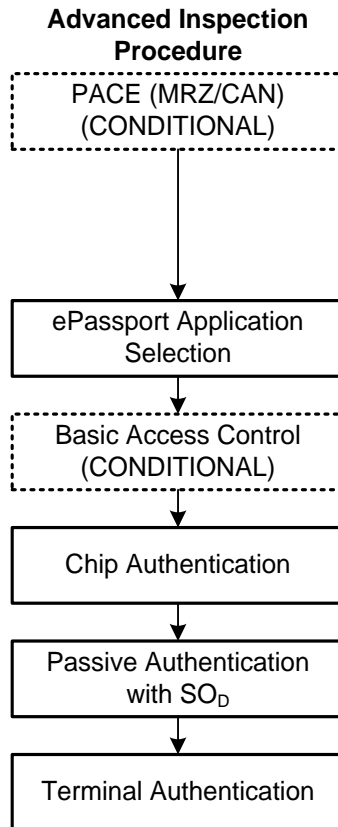 Advanced Inspection
Procedure
PACE (MRZ/CAN)
(CONDITIONAL)
ePassport Application
Selection
Basic Access Control
(CONDITIONAL)
Chip Authentication
Passive Authentication
with SOD
Terminal Authentication